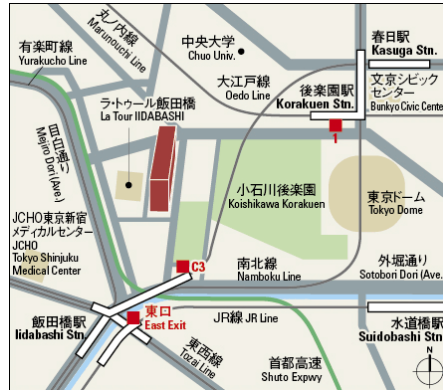 丸ノ内線
Marunouchi Line
有楽町線
Yurakucho Line
中央大学
Chuo Univ.
春日駅
Kasuga Stn.
大江戸線
Oedo Line
後楽園駅
Korakuen Stn.
文京シビック
センター
Bunkyo Civic Center
ラ・トゥール飯田橋
La Tour IIDABASHI
1
目白通り
Mejiro Dori (Ave.)
小石川後楽園
Koishikawa Korakuen
東京ドーム
Tokyo Dome
JCHO東京新宿
メディカルセンター
JCHO
Tokyo Shinjuku
Medical Center
C3
南北線
Namboku Line
外堀通り
Sotobori Dori (Ave.)
東口
East Exit
飯田橋駅
Iidabashi Stn.
JR線 JR Line
水道橋駅
Suidobashi Stn.
東西線
Tozai Line
首都高速
Shuto Expwy
N